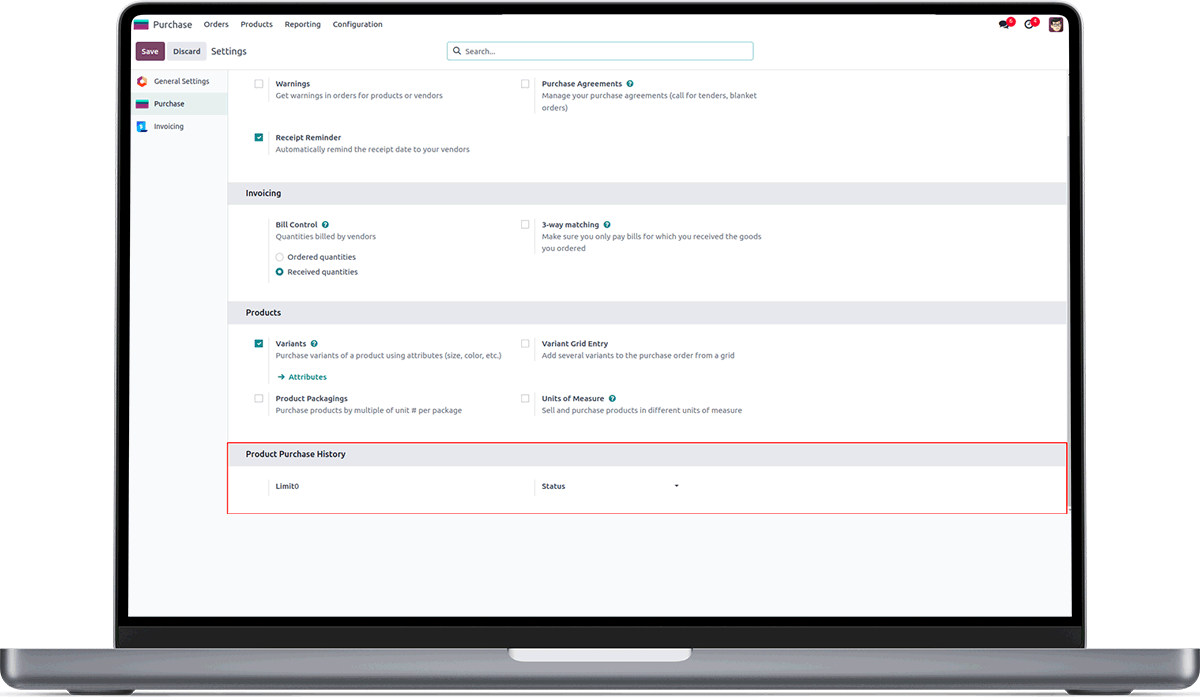 Purchase Orders Products Reporting Configuration 6 4
Save Discard Settings Search...
General Settings
Purchase
Invoicing
Warnings
Get warnings in orders for products or vendors
Purchase Agreements
Manage your purchase agreements (call for tenders, blanket
orders)
Receipt Reminder
Automatically remind the receipt date to your vendors
Invoicing
Bill Control
Quantities billed by vendors
Ordered quantities
Received quantities
3-way matching
Make sure you only pay bills for which you received the goods
you ordered
Products
Variants
Purchase variants of a product using attributes (size, color, etc.)
Attributes
Variant Grid Entry
Add several variants to the purchase order from a grid
Product Packagings
Purchase products by multiple of unit # per package
Units of Measure
Sell and purchase products in different units of measure
Product Purchase History
Limit0
Status